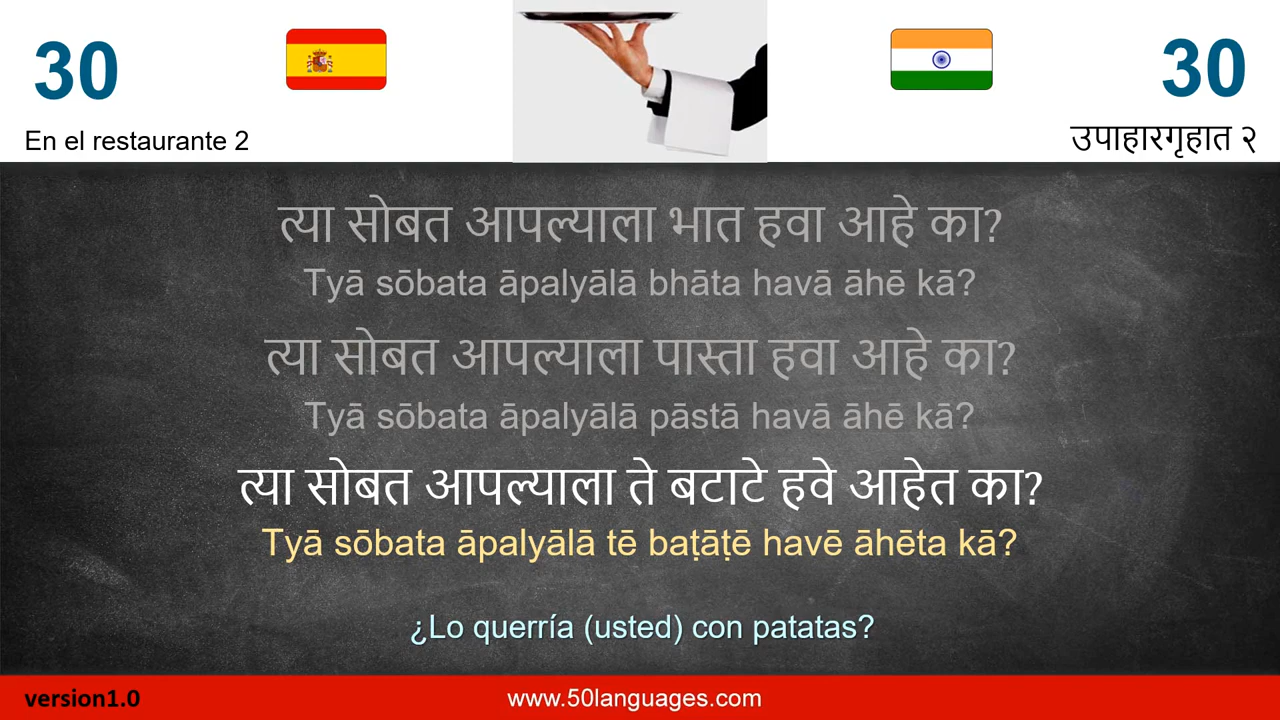 30
30
En el restaurante 2
उपाहारगृहात २
त्या सोबत आपल्याला भात हवा आहे का?
Tyā sōbata āpalyālā bhāta havā āhē kā?
त्या सोबत आपल्याला पास्ता हवा आहे का?
Tyā sōbata āpalyālā pāstā havā āhē kā?
त्या सोबत आपल्याला ते बटाटे हवे आहेत का?
Tyā sōbata āpalyālā tē baṭāṭē havē āhēta kā?
¿Lo querría (usted) con patatas?
version1.0
www.50languages.com